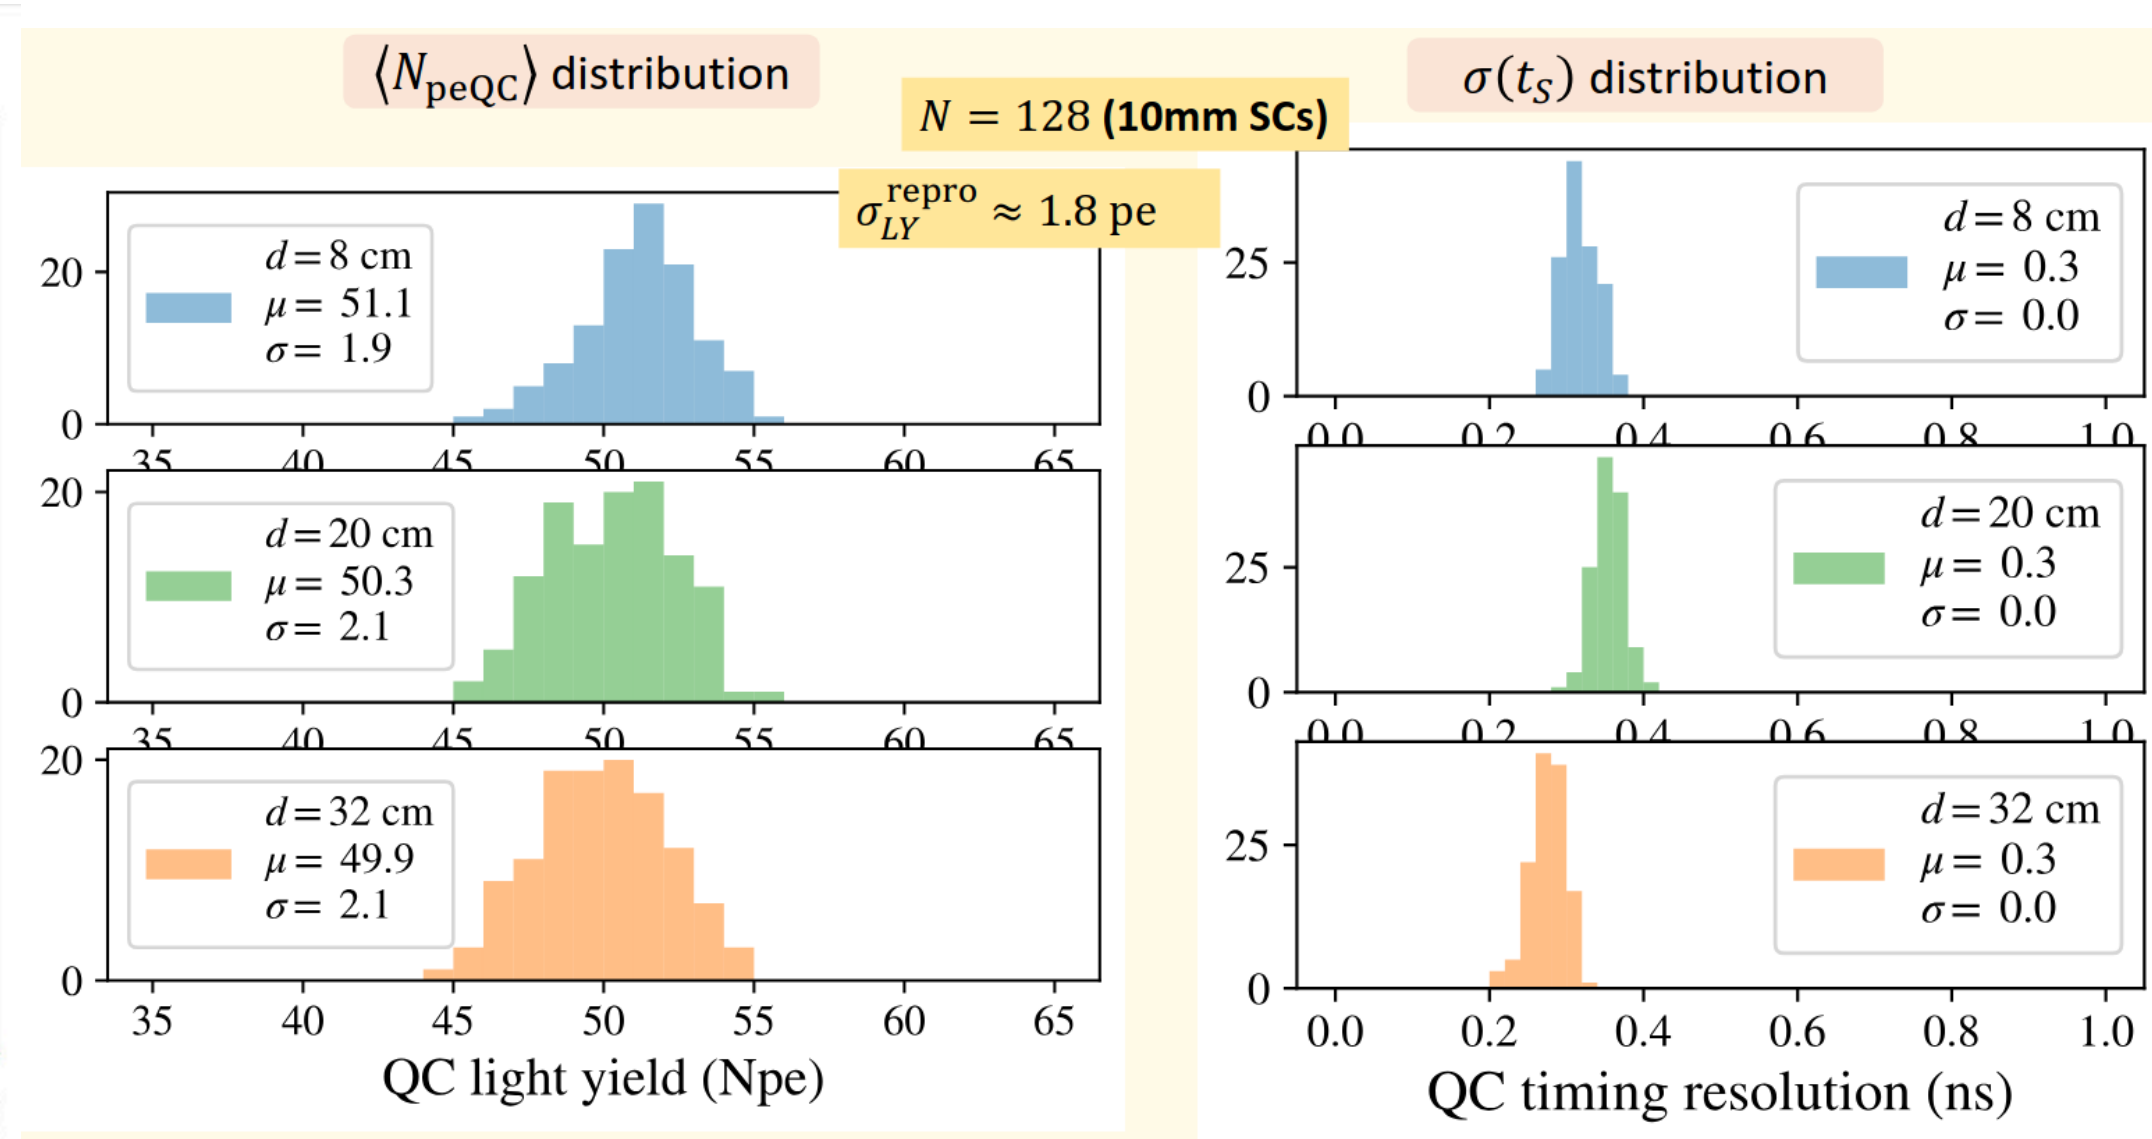 ⟨N_peQC⟩ distribution
σ(t_S) distribution
N = 128 (10mm SCs)
σ_LY^repro ≈ 1.8 pe
20
0
d = 8 cm
μ = 51.1
σ = 1.9
35 40 45 50 55 60 65
20
0
d = 20 cm
μ = 50.3
σ = 2.1
35 40 45 50 55 60 65
20
0
d = 32 cm
μ = 49.9
σ = 2.1
35 40 45 50 55 60 65
QC light yield (Npe)
25
0
d = 8 cm
μ = 0.3
σ = 0.0
0.0 0.2 0.4 0.6 0.8 1.0
25
0
d = 20 cm
μ = 0.3
σ = 0.0
0.0 0.2 0.4 0.6 0.8 1.0
25
0
d = 32 cm
μ = 0.3
σ = 0.0
0.0 0.2 0.4 0.6 0.8 1.0
QC timing resolution (ns)